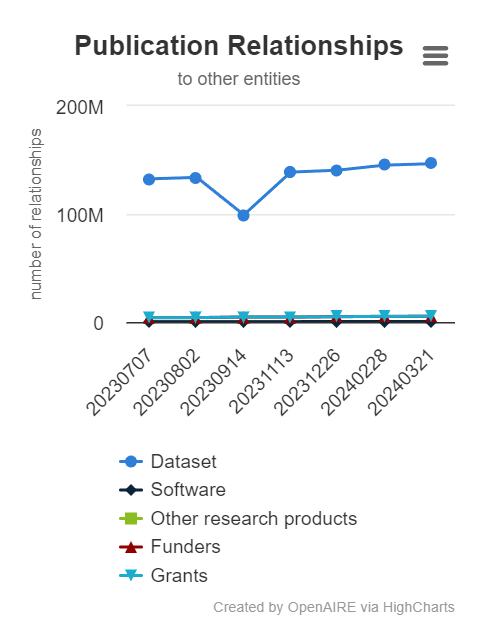 Publication Relationships
to other entities
number of relationships
200M
100M
0
20230707
20230802
20230914
20231113
20231226
20240228
20240321
Dataset
Software
Other research products
Funders
Grants
Created by OpenAIRE via HighCharts